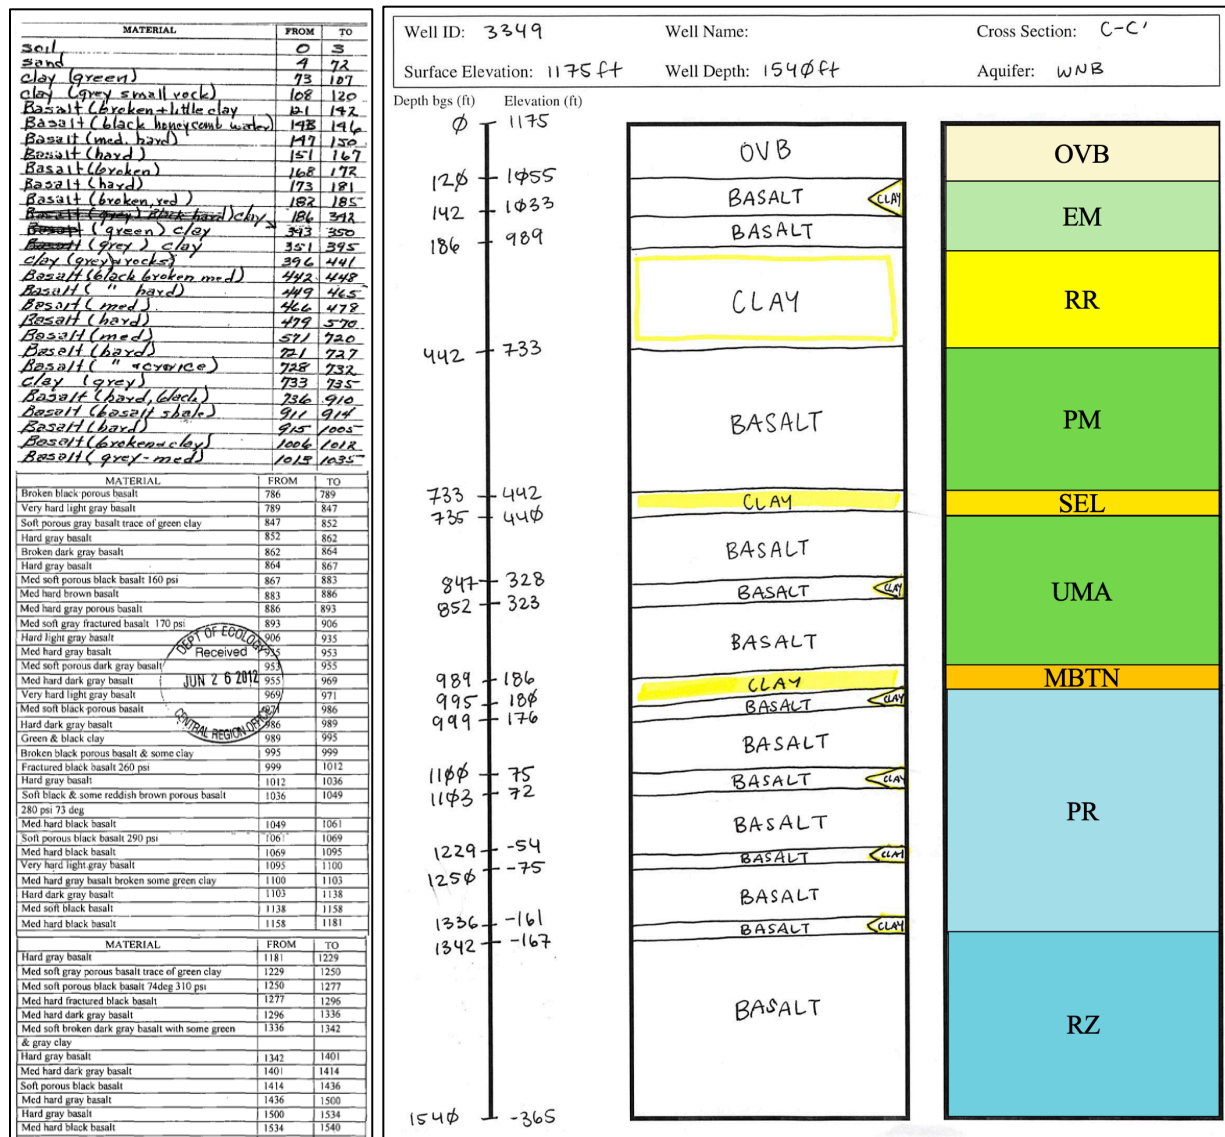 MATERIAL FROM TO
soil 0 3
sand 4 72
clay (green) 73 107
clay (grey small rock) 108 120
Basalt (broken + little clay 121 142
Basalt (black honeycomb water) 143 146
Basalt (med. hard) 147 150
Basalt (hard) 151 167
Basalt (broken) 168 172
Basalt (hard) 173 181
Basalt (broken, red) 182 185
Basalt (grey) Black hard) clay 186 342
Basalt (green) clay 343 350
Basalt (grey) clay 351 395
clay (grey & rocks) 396 441
Basalt (black broken med) 442 448
Basalt ( " hard) 449 465
Basalt (med) 466 478
Basalt (hard) 479 570
Basalt (med) 571 720
Basalt (hard) 721 727
Basalt ( " & crevice) 728 732
clay (grey) 733 735
Basalt (hard, black) 736 910
Basalt (basalt shale) 911 914
Basalt (hard) 915 1005
Basalt (broken & clay) 1006 1012
Basalt (grey-med) 1013 1035
MATERIAL FROM TO
Broken black porous basalt 786 789
Very hard light gray basalt 789 847
Soft porous gray basalt trace of green clay 847 852
Hard gray basalt 852 862
Broken dark gray basalt 862 864
Hard gray basalt 864 867
Med soft porous black basalt 160 psi 867 883
Med hard brown basalt 883 886
Med hard gray porous basalt 886 893
Med soft gray fractured basalt 170 psi 893 906
Hard light gray basalt 906 935
Med hard gray basalt 935 953
Med soft porous dark gray basalt 953 955
Med hard dark gray basalt 955 969
Very hard light gray basalt 969 971
Med soft black porous basalt 971 986
Hard dark gray basalt 986 989
Green & black clay 989 995
Broken black porous basalt & some clay 995 999
Fractured black basalt 260 psi 999 1012
Hard gray basalt 1012 1036
Soft black & some reddish brown porous basalt 1036 1049
280 psi 73 deg
Med hard black basalt 1049 1061
Soft porous black basalt 290 psi 1061 1069
Med hard black basalt 1069 1095
Very hard light gray basalt 1095 1100
Med hard gray basalt broken some green clay 1100 1103
Hard dark gray basalt 1103 1138
Med soft black basalt 1138 1158
Med hard black basalt 1158 1181
DEPT OF ECOLOGY
Received
JUN 26 2012
CENTRAL REGION OFFICE
MATERIAL FROM TO
Hard gray basalt 1181 1229
Med soft gray porous basalt trace of green clay 1229 1250
Med soft porous black basalt 74deg 310 psi 1250 1277
Med hard fractured black basalt 1277 1296
Med hard dark gray basalt 1296 1336
Med soft broken dark gray basalt with some green 1336 1342
& gray clay
Hard gray basalt 1342 1401
Med hard dark gray basalt 1401 1414
Soft porous black basalt 1414 1436
Med hard gray basalt 1436 1500
Hard gray basalt 1500 1534
Med hard black basalt 1534 1540
Well ID: 3349 Well Name: Cross Section: C-C'
Surface Elevation: 1175 ft Well Depth: 1540 ft Aquifer: WNB
Depth bgs (ft) Elevation (ft)
0 1175
120 1055
142 1033
186 989
442 733
733 442
735 440
847 328
852 323
989 186
995 180
999 176
1100 75
1103 72
1229 -54
1250 -75
1336 -161
1342 -167
1540 -365
OVB
BASALT CLAY
BASALT
CLAY
BASALT
CLAY
BASALT
BASALT CLAY
BASALT
CLAY
BASALT CLAY
BASALT
BASALT CLAY
BASALT
BASALT CLAY
BASALT
BASALT CLAY
BASALT
OVB
EM
RR
PM
SEL
UMA
MBTN
PR
RZ